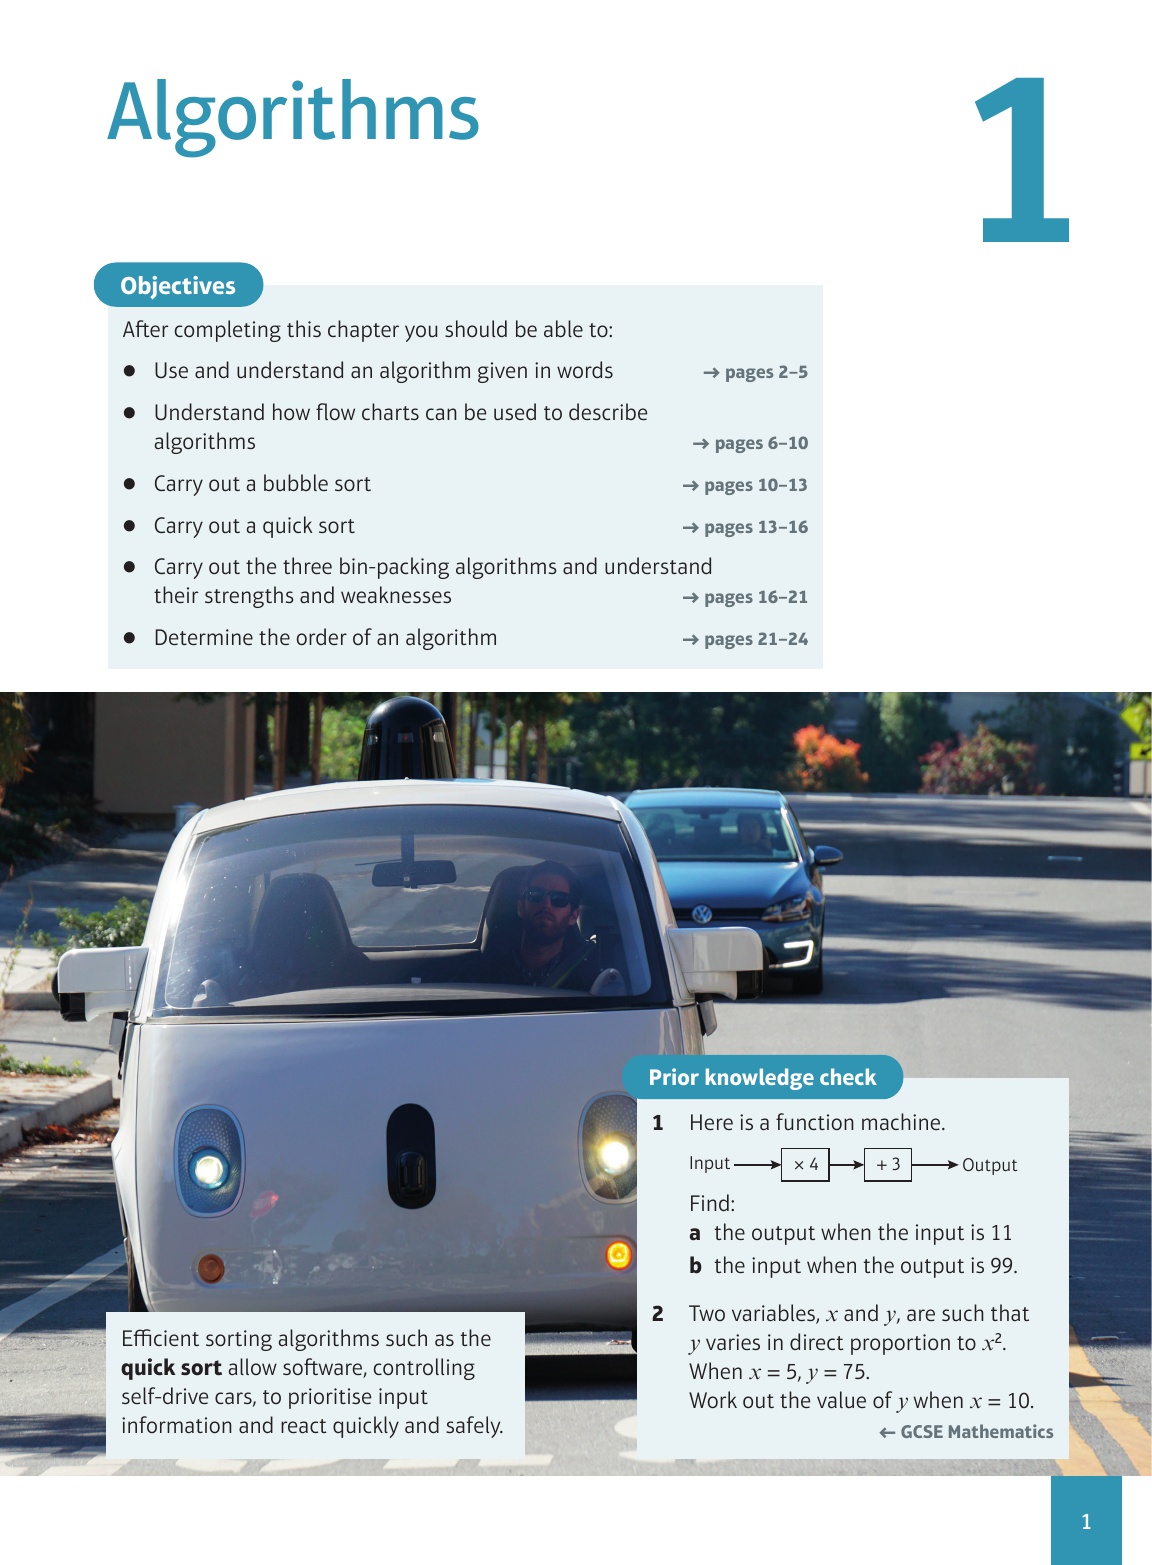 Algorithms
1
Objectives
After completing this chapter you should be able to:
● Use and understand an algorithm given in words → pages 2–5
● Understand how flow charts can be used to describe
algorithms → pages 6–10
● Carry out a bubble sort → pages 10–13
● Carry out a quick sort → pages 13–16
● Carry out the three bin-packing algorithms and understand
their strengths and weaknesses → pages 16–21
● Determine the order of an algorithm → pages 21–24
Efficient sorting algorithms such as the
quick sort allow software, controlling
self-drive cars, to prioritise input
information and react quickly and safely.
Prior knowledge check
1 Here is a function machine.
Input → × 4 → + 3 → Output
Find:
a the output when the input is 11
b the input when the output is 99.
2 Two variables, x and y, are such that
y varies in direct proportion to x².
When x = 5, y = 75.
Work out the value of y when x = 10.
← GCSE Mathematics
1